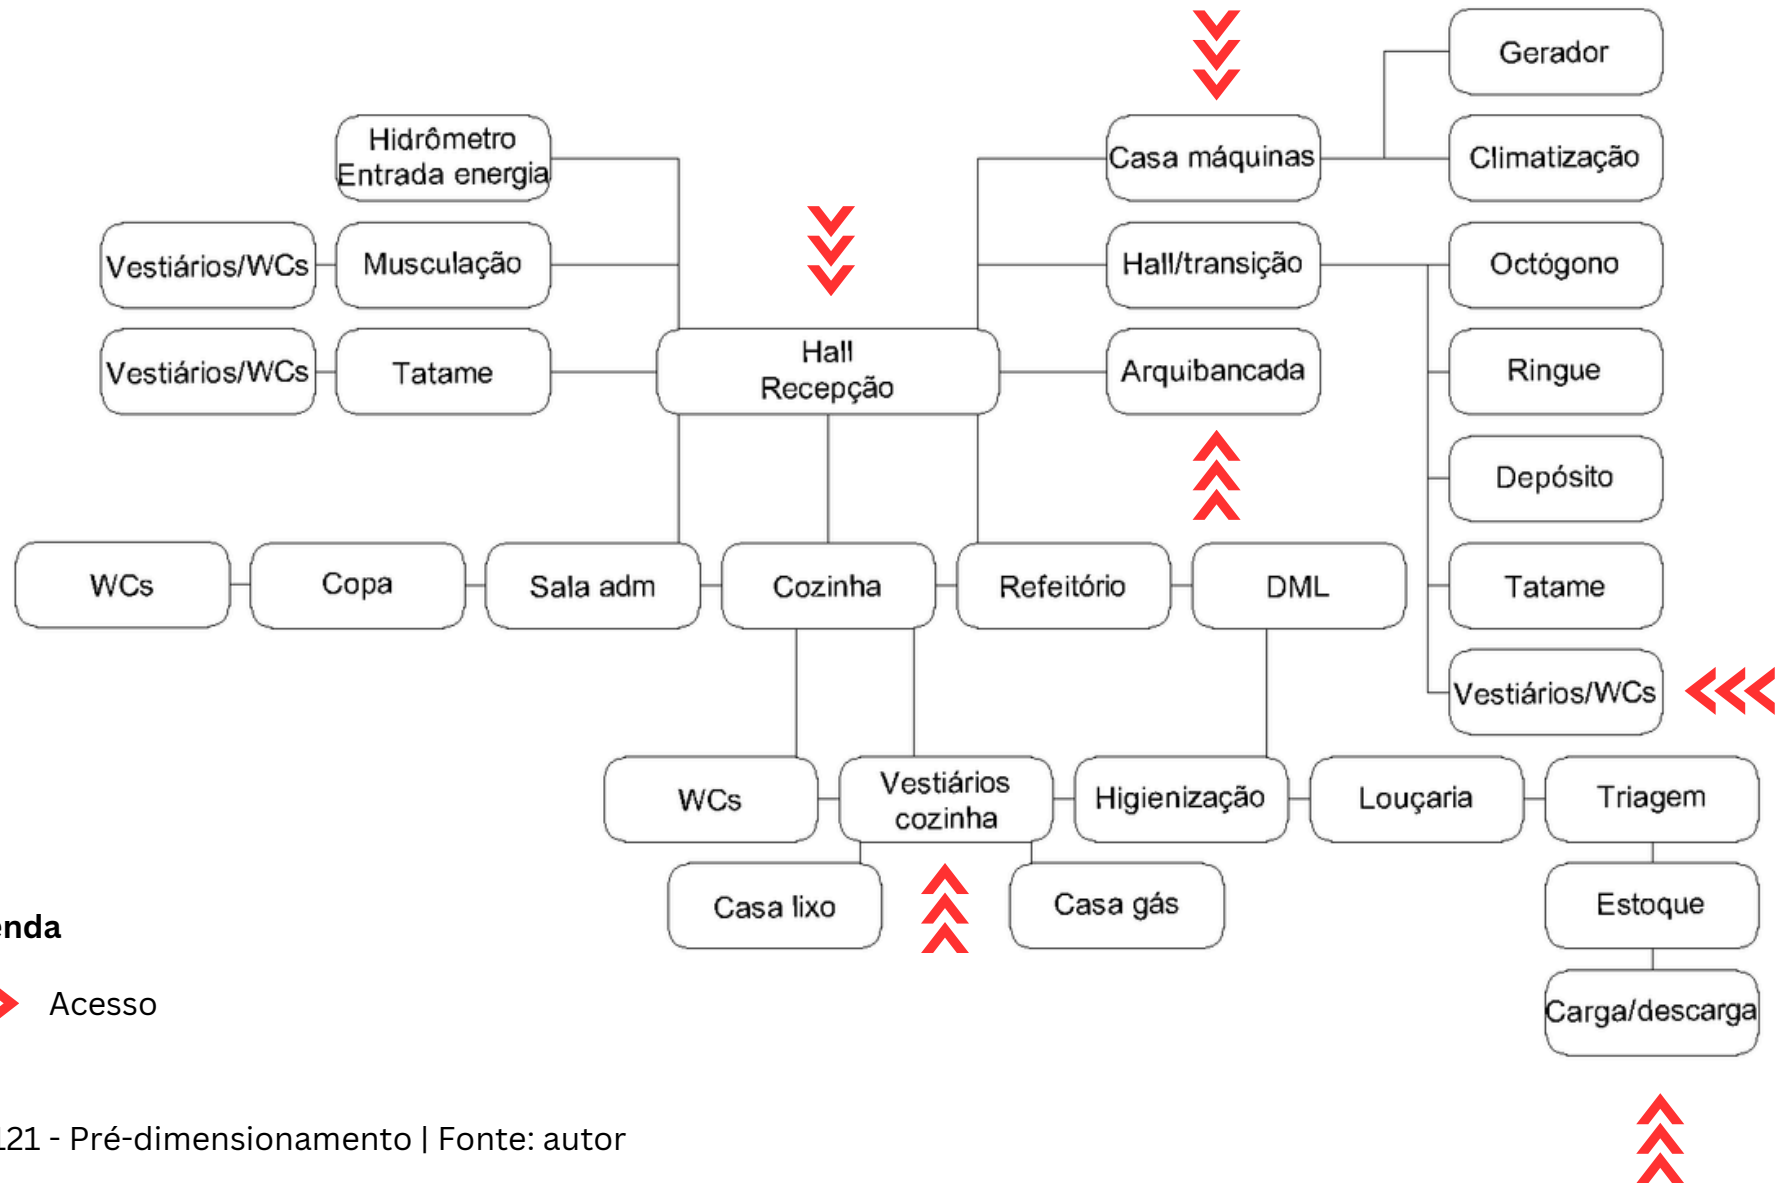 Gerador
Hidrômetro
Entrada energia
Casa máquinas
Climatização
Vestiários/WCs
Musculação
Hall/transição
Octógono
Vestiários/WCs
Tatame
Hall
Recepção
Arquibancada
Ringue
Depósito
WCs
Copa
Sala adm
Cozinha
Refeitório
DML
Tatame
Vestiários/WCs
WCs
Vestiários
cozinha
Higienização
Louçaria
Triagem
Casa lixo
Casa gás
Estoque
enda
Acesso
Carga/descarga
121 - Pré-dimensionamento | Fonte: autor